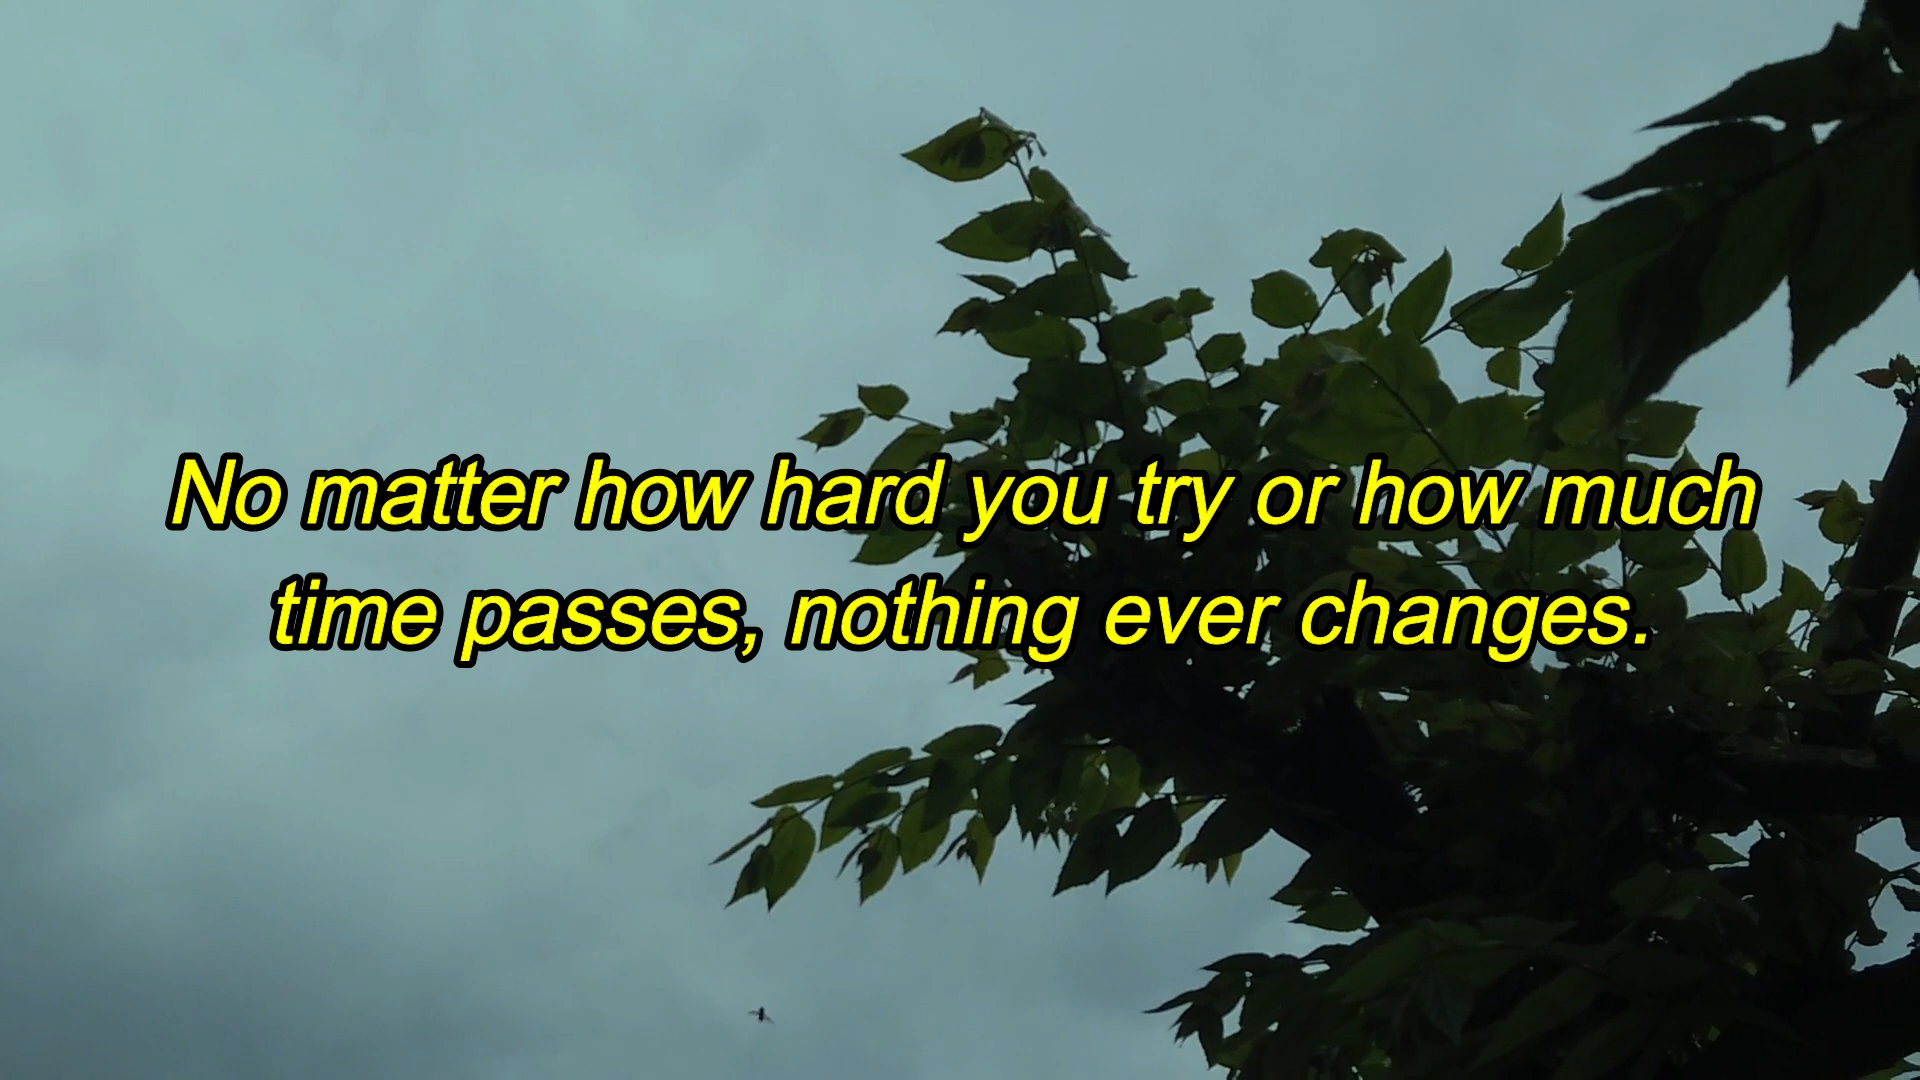 No matter how hard you try or how much
time passes, nothing ever changes.